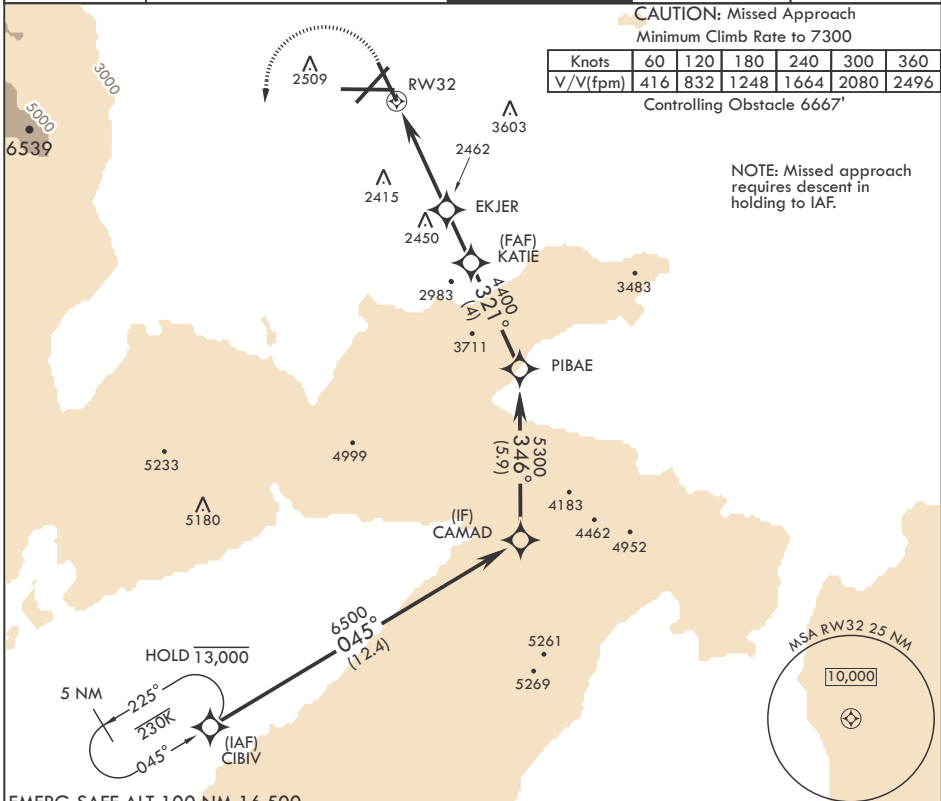 CAUTION: Missed Approach
Minimum Climb Rate to 7300
Knots 60 120 180 240 300 360
V/V(fpm) 416 832 1248 1664 2080 2496
Controlling Obstacle 6667'
3000
5000
6539
2509
RW32
3603
2462
NOTE: Missed approach
requires descent in
holding to IAF.
2415
EKJER
2450
(FAF)
KATIE
2983
4400
321°
(4)
3483
3711
PIBAE
5233
4999
5300
346°
(5.9)
5180
4183
(IF)
CAMAD
4462
4952
6500
045°
(12.4)
5261
5269
HOLD 13,000
5 NM
225°
230K
045°
(IAF)
CIBIV
MSA RW32 25 NM
10,000
EMERG SAFE ALT 100 NM 16,500